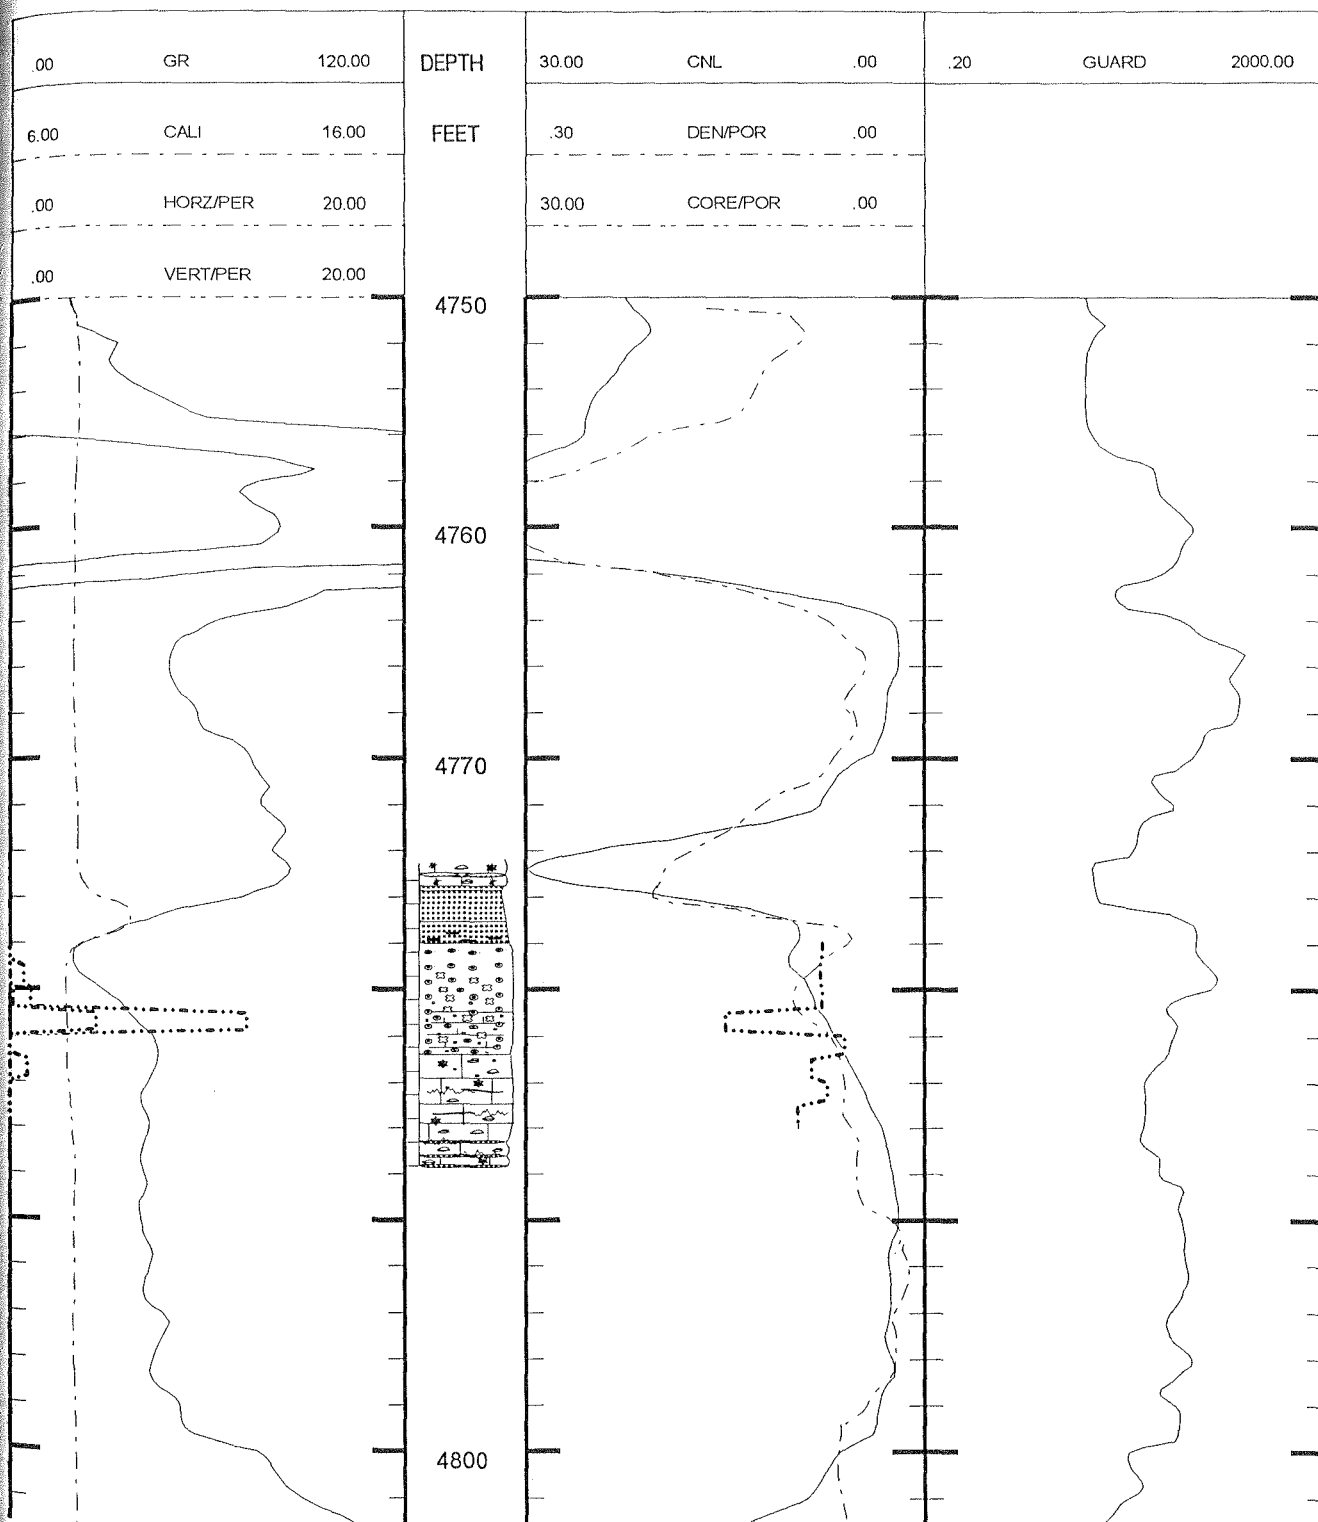 .00 GR 120.00 DEPTH 30.00 CNL .00 .20 GUARD 2000.00
6.00 CALI 16.00 FEET .30 DEN/POR .00
.00 HORZ/PER 20.00 30.00 CORE/POR .00
.00 VERT/PER 20.00
4750
4760
4770
4800